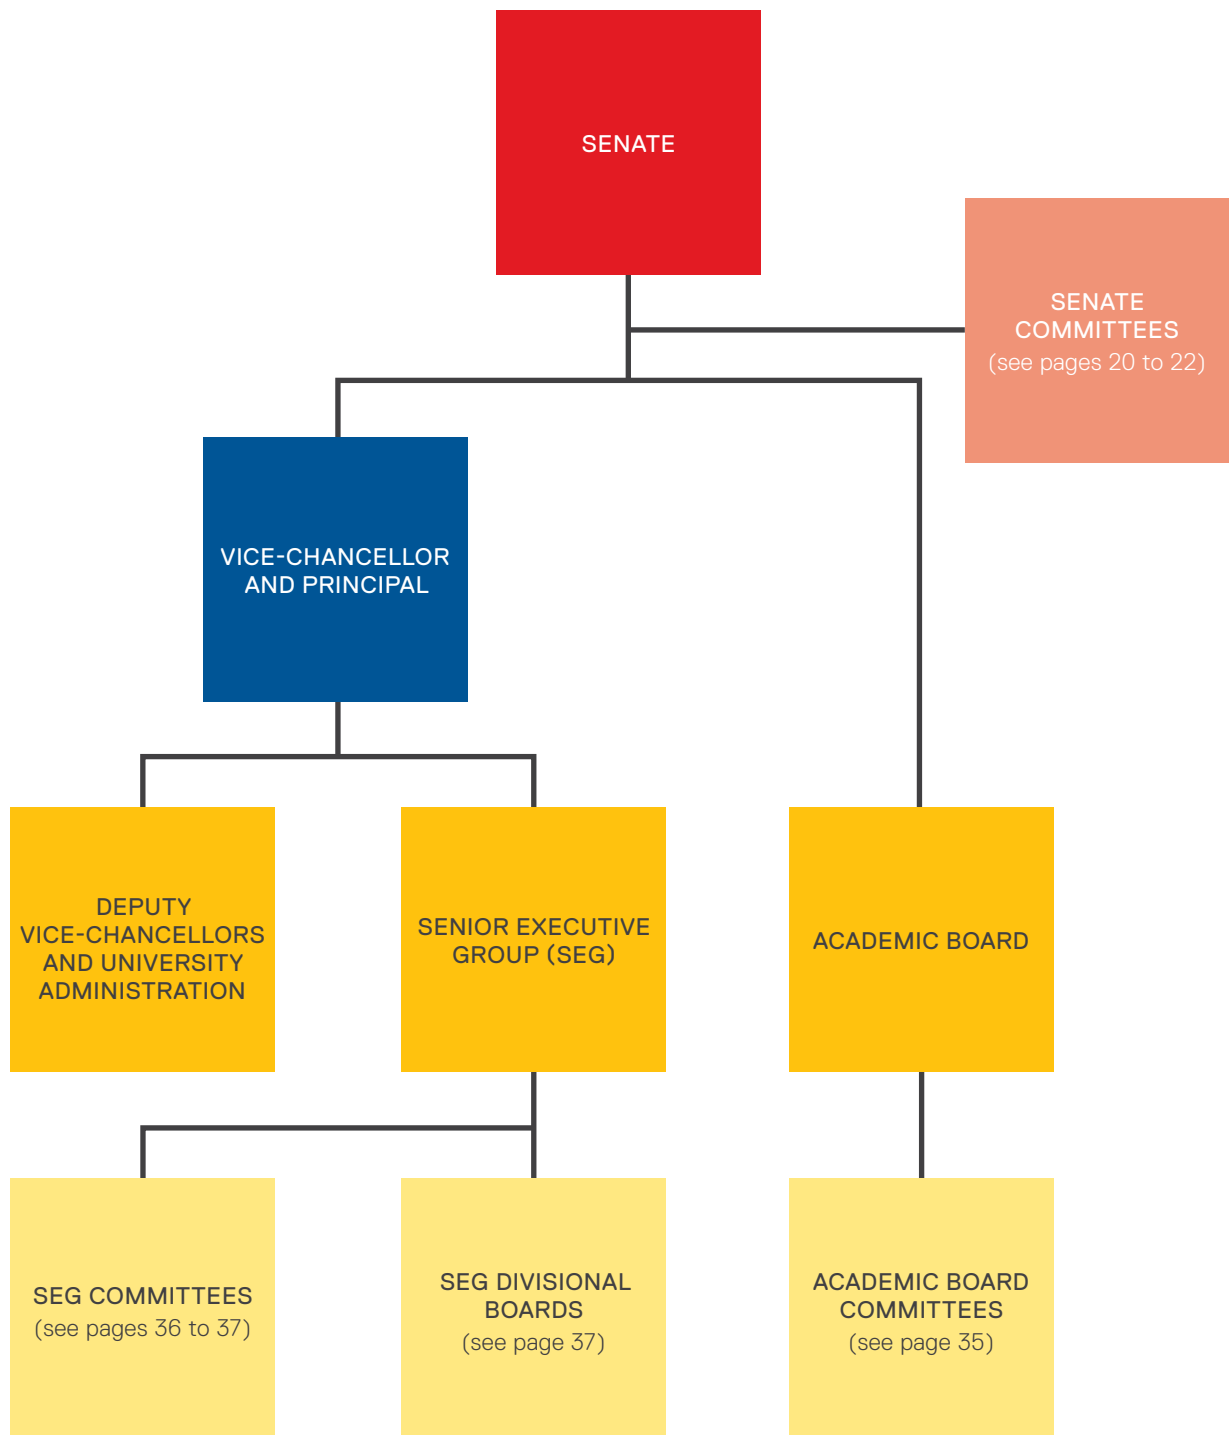 SENATE
SENATE
COMMITTEES
(see pages 20 to 22)
VICE-CHANCELLOR
AND PRINCIPAL
DEPUTY
VICE-CHANCELLORS
AND UNIVERSITY
ADMINISTRATION
SENIOR EXECUTIVE
GROUP (SEG)
ACADEMIC BOARD
SEG COMMITTEES
(see pages 36 to 37)
SEG DIVISIONAL
BOARDS
(see page 37)
ACADEMIC BOARD
COMMITTEES
(see page 35)